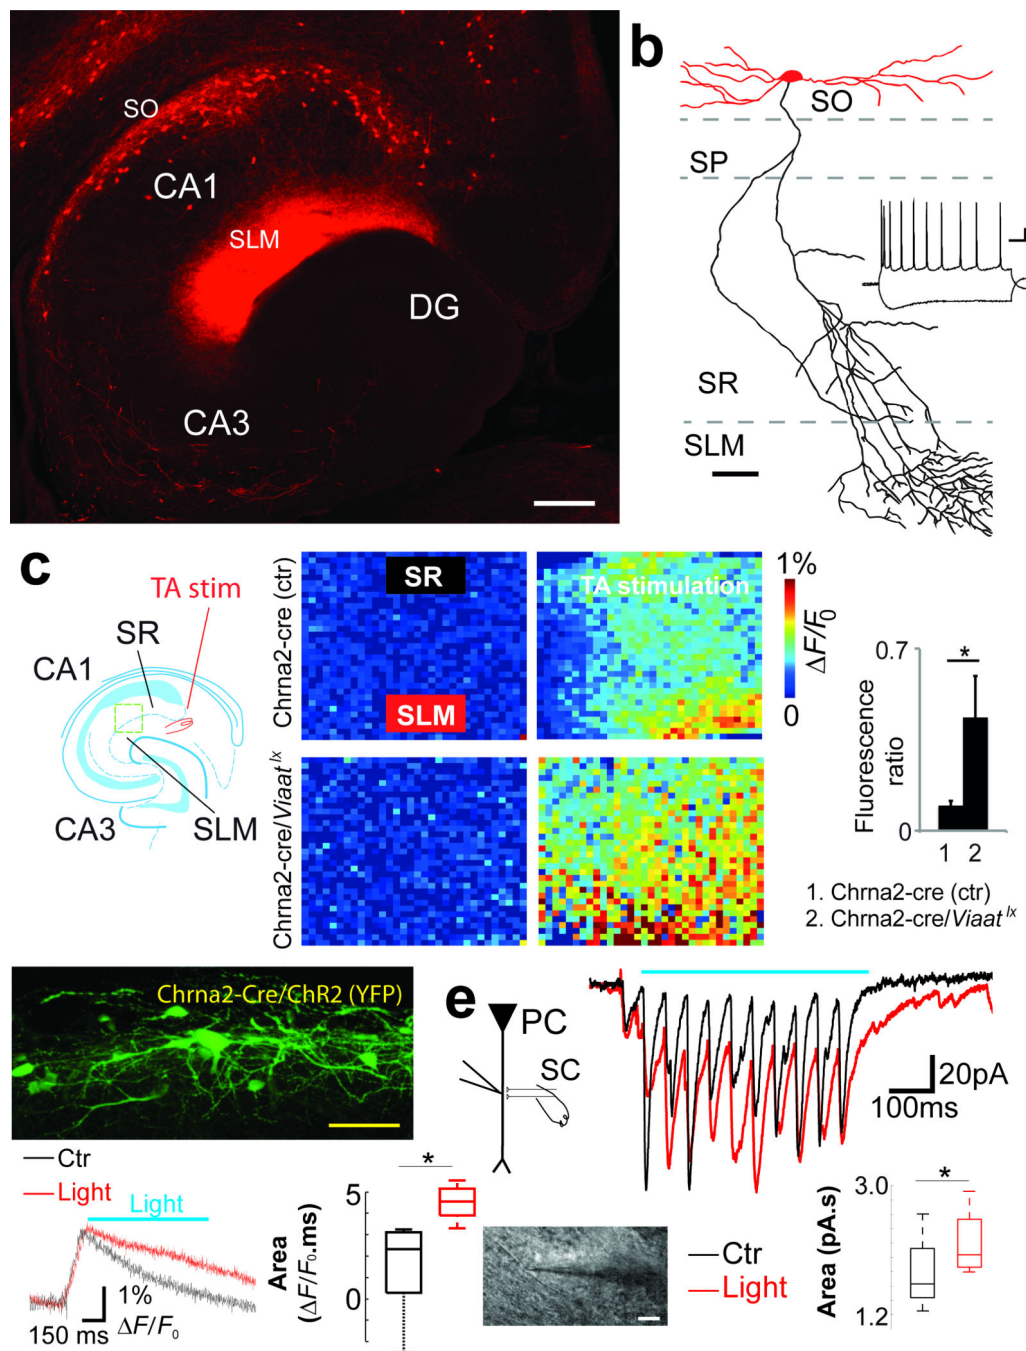 SO
CA1
SLM
DG
CA3
b
SO
SP
SR
SLM
c
TA stim
SR
CA1
CA3
SLM
Chrna2-cre (ctr)
SR
SLM
TA stimulation
1%
ΔF/F0
0
Chrna2-cre/Viaat lx
0.7
*
Fluorescence
ratio
0
1 2
1. Chrna2-cre (ctr)
2. Chrna2-cre/Viaat lx
Chrna2-Cre/ChR2 (YFP)
Ctr
Light
Light
1%
ΔF/F0
150 ms
*
5
Area
(ΔF/F0.ms)
0
e
PC
SC
20pA
100ms
Ctr
Light
*
3.0
Area (pA.s)
1.2